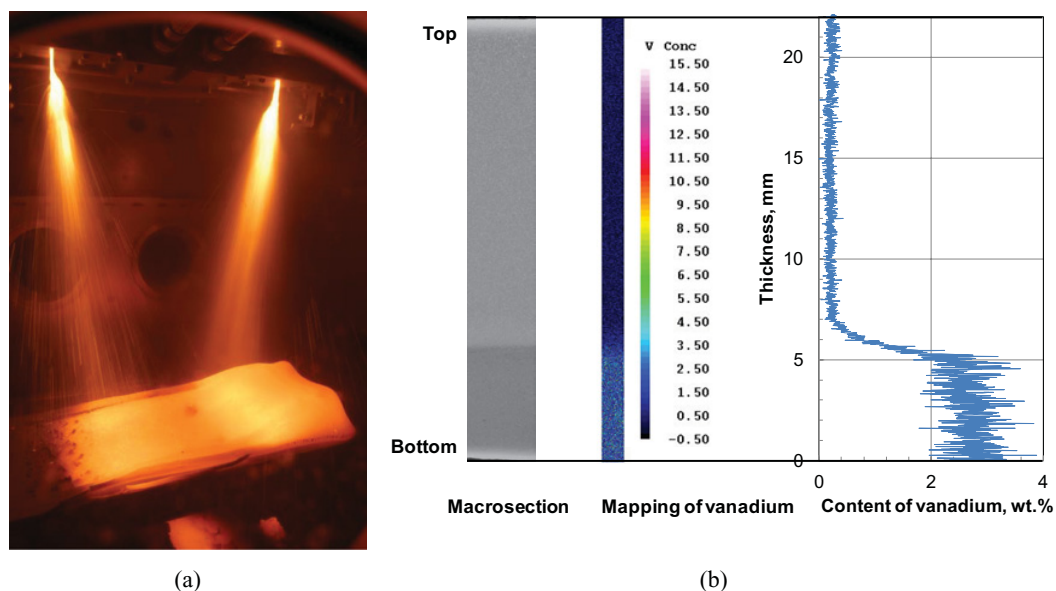 Top
Bottom
V Conc
15.50
14.50
13.50
12.50
11.50
10.50
9.50
8.50
7.50
6.50
5.50
4.50
3.50
2.50
1.50
0.50
-0.50
Thickness, mm
20
15
10
5
0
0 2 4
Macrosection
Mapping of vanadium
Content of vanadium, wt.%
(a)
(b)